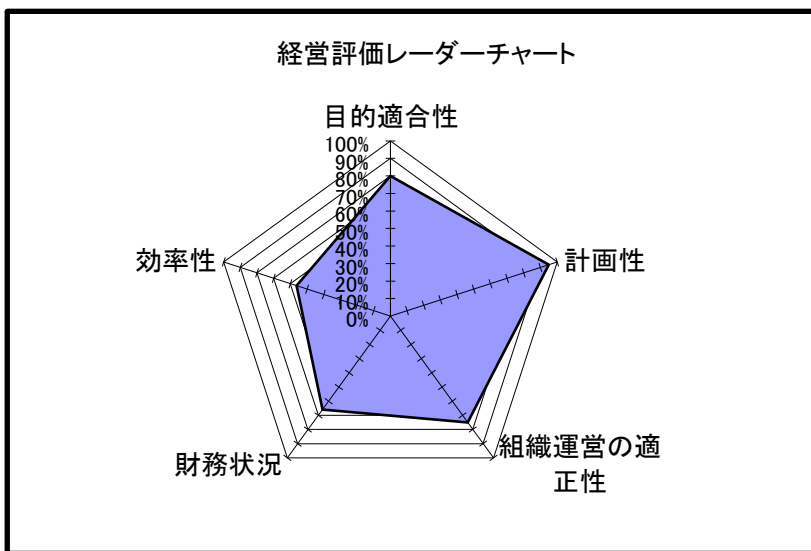 経営評価レーダーチャート
目的適合性
100%
90%
80%
70%
60%
50%
40%
30%
20%
10%
0%
効率性
計画性
財務状況
組織運営の適
正性